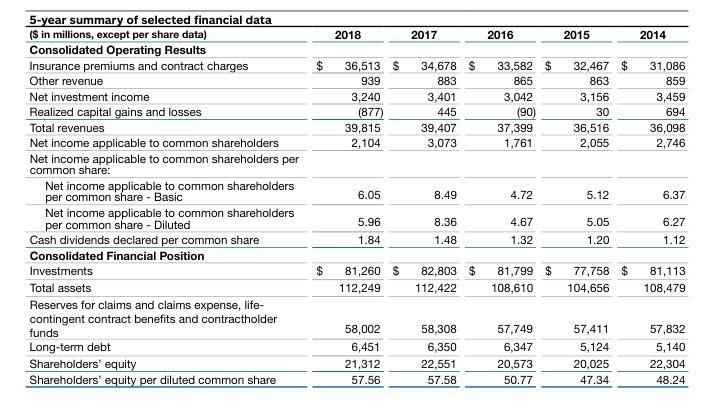 5-year summary of selected financial data
($ in millions, except per share data) 2018 2017 2016 2015 2014
Consolidated Operating Results
Insurance premiums and contract charges $ 36,513 $ 34,678 $ 33,582 $ 32,467 $ 31,086
Other revenue 939 883 865 863 859
Net investment income 3,240 3,401 3,042 3,156 3,459
Realized capital gains and losses (877) 445 (90) 30 694
Total revenues 39,815 39,407 37,399 36,516 36,098
Net income applicable to common shareholders 2,104 3,073 1,761 2,055 2,746
Net income applicable to common shareholders per
common share:
Net income applicable to common shareholders
per common share - Basic 6.05 8.49 4.72 5.12 6.37
Net income applicable to common shareholders
per common share - Diluted 5.96 8.36 4.67 5.05 6.27
Cash dividends declared per common share 1.84 1.48 1.32 1.20 1.12
Consolidated Financial Position
Investments $ 81,260 $ 82,803 $ 81,799 $ 77,758 $ 81,113
Total assets 112,249 112,422 108,610 104,656 108,479
Reserves for claims and claims expense, life-
contingent contract benefits and contractholder
funds 58,002 58,308 57,749 57,411 57,832
Long-term debt 6,451 6,350 6,347 5,124 5,140
Shareholders' equity 21,312 22,551 20,573 20,025 22,304
Shareholders' equity per diluted common share 57.56 57.58 50.77 47.34 48.24